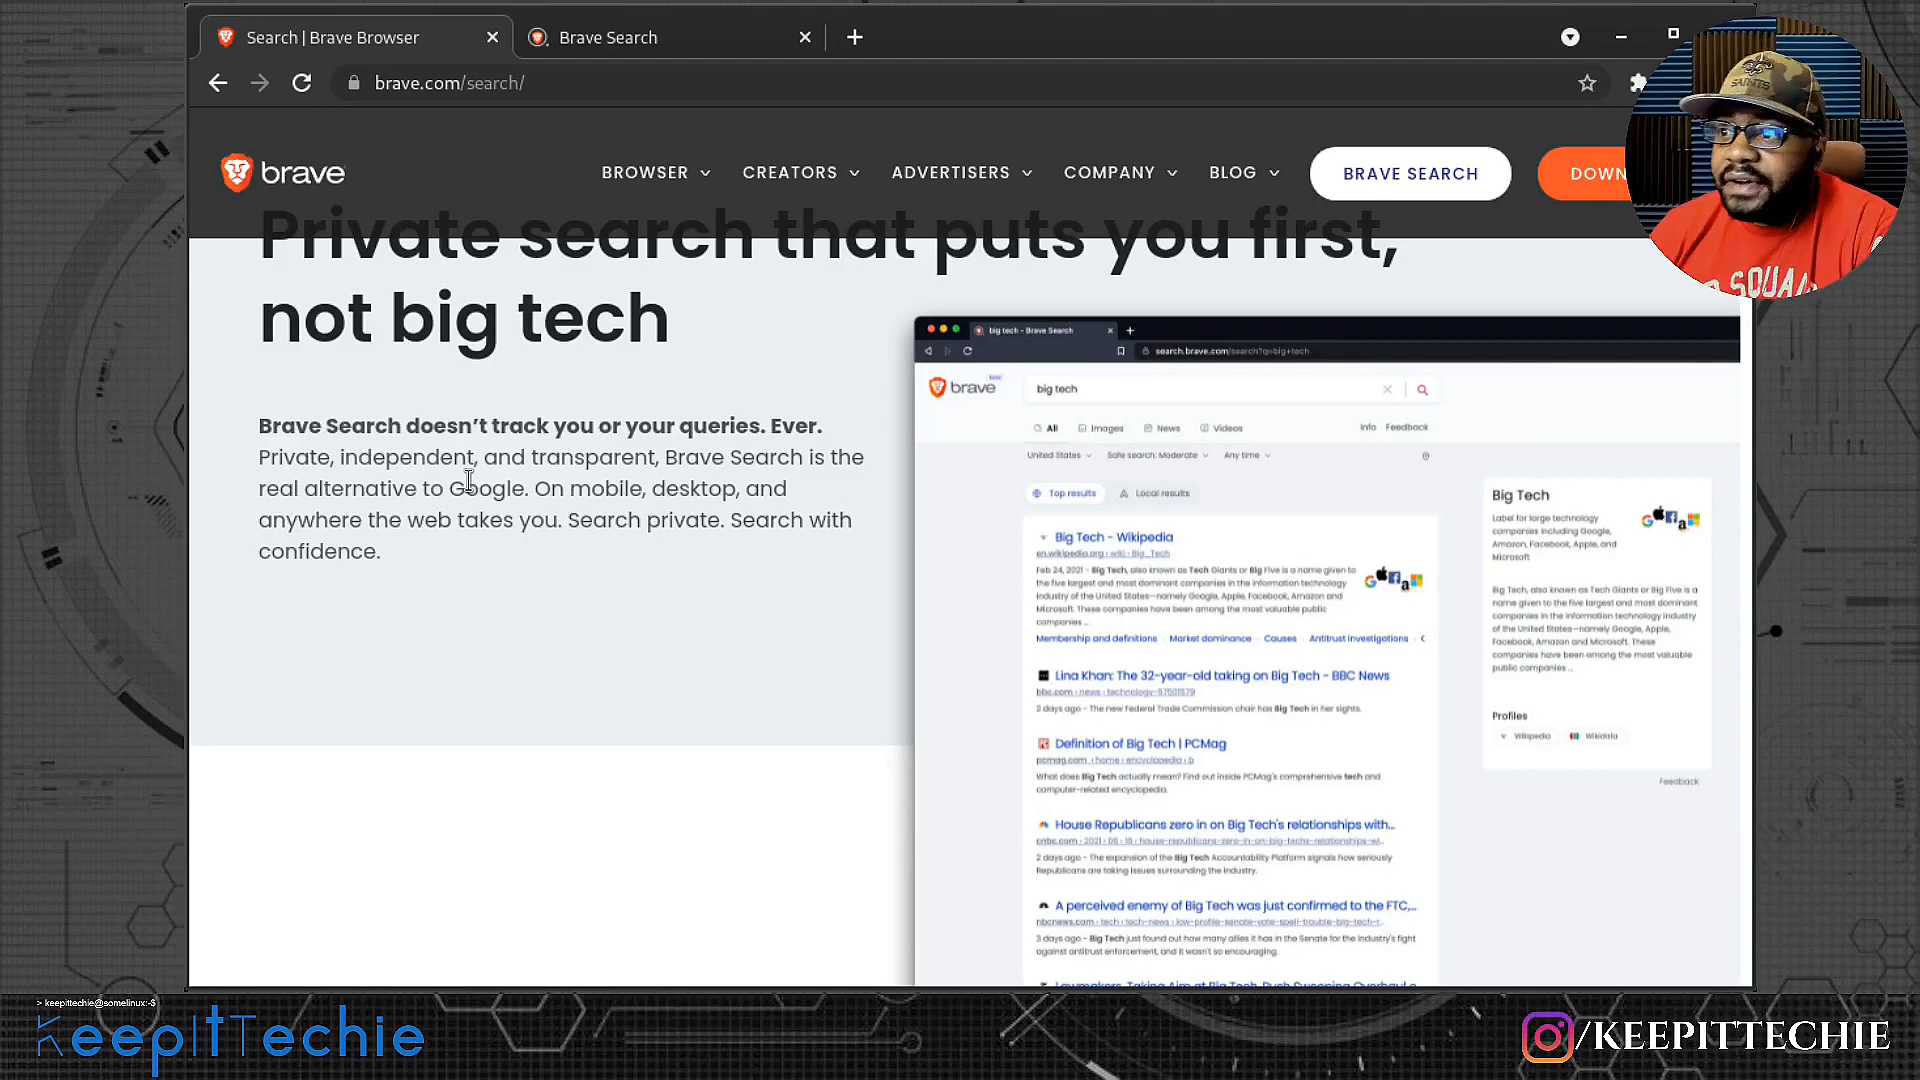 Search | Brave Browser
Brave Search
brave.com/search/
brave
BROWSER
CREATORS
ADVERTISERS
COMPANY
BLOG
BRAVE SEARCH
DOWN
SAINTS
SQUA
Private search that puts you first,
not big tech
Brave Search doesn't track you or your queries. Ever.
Private, independent, and transparent, Brave Search is the
real alternative to Google. On mobile, desktop, and
anywhere the web takes you. Search private. Search with
confidence.
big tech - Brave Search
search.brave.com/search?q=big+tech
brave
beta
big tech
All
Images
News
Videos
Info
Feedback
United States
Safe search: Moderate
Any time
Top results
Local results
Big Tech - Wikipedia
en.wikipedia.org › wiki › Big_Tech
Feb 24, 2021 - Big Tech, also known as Tech Giants or Big Five is a name given to
the five largest and most dominant companies in the information technology
industry of the United States—namely Google, Apple, Facebook, Amazon and
Microsoft. These companies have been among the most valuable public
companies ...
Membership and definitions · Market dominance · Causes · Antitrust investigations ·
Lina Khan: The 32-year-old taking on Big Tech - BBC News
bbc.com › news › technology-57501579
2 days ago - The new Federal Trade Commission chair has Big Tech in her sights.
Definition of Big Tech | PCMag
pcmag.com › home › encyclopedia › b
What does Big Tech actually mean? Find out inside PCMag's comprehensive tech and
computer-related encyclopedia.
House Republicans zero in on Big Tech's relationships with...
cnbc.com › 2021 › 06 › 18 › house-republicans-zero-in-on-big-techs-relationships-wi...
2 days ago - The expansion of the Big Tech Accountability Platform signals how seriously
Republicans are taking issues surrounding the industry.
A perceived enemy of Big Tech was just confirmed to the FTC,...
nbcnews.com › tech › tech-news › low-profile-senate-vote-spell-trouble-big-tech-r...
3 days ago - Big Tech just found out how many allies it has in the Senate for the industry's fight
against antitrust enforcement, and it wasn't so encouraging.
Lawmakers, Taking Aim at Big Tech, Push Sweeping Overhaul o
Big Tech
Label for large technology
companies including Google,
Amazon, Facebook, Apple, and
Microsoft
Big Tech, also known as Tech Giants or Big Five is a
name given to the five largest and most dominant
companies in the information technology industry
of the United States—namely Google, Apple,
Facebook, Amazon and Microsoft. These
companies have been among the most valuable
public companies ...
Profiles
Wikipedia
Wikidata
Feedback
> keepittechie@somelinux:~$
KeepItTechie
/KEEPITTECHIE